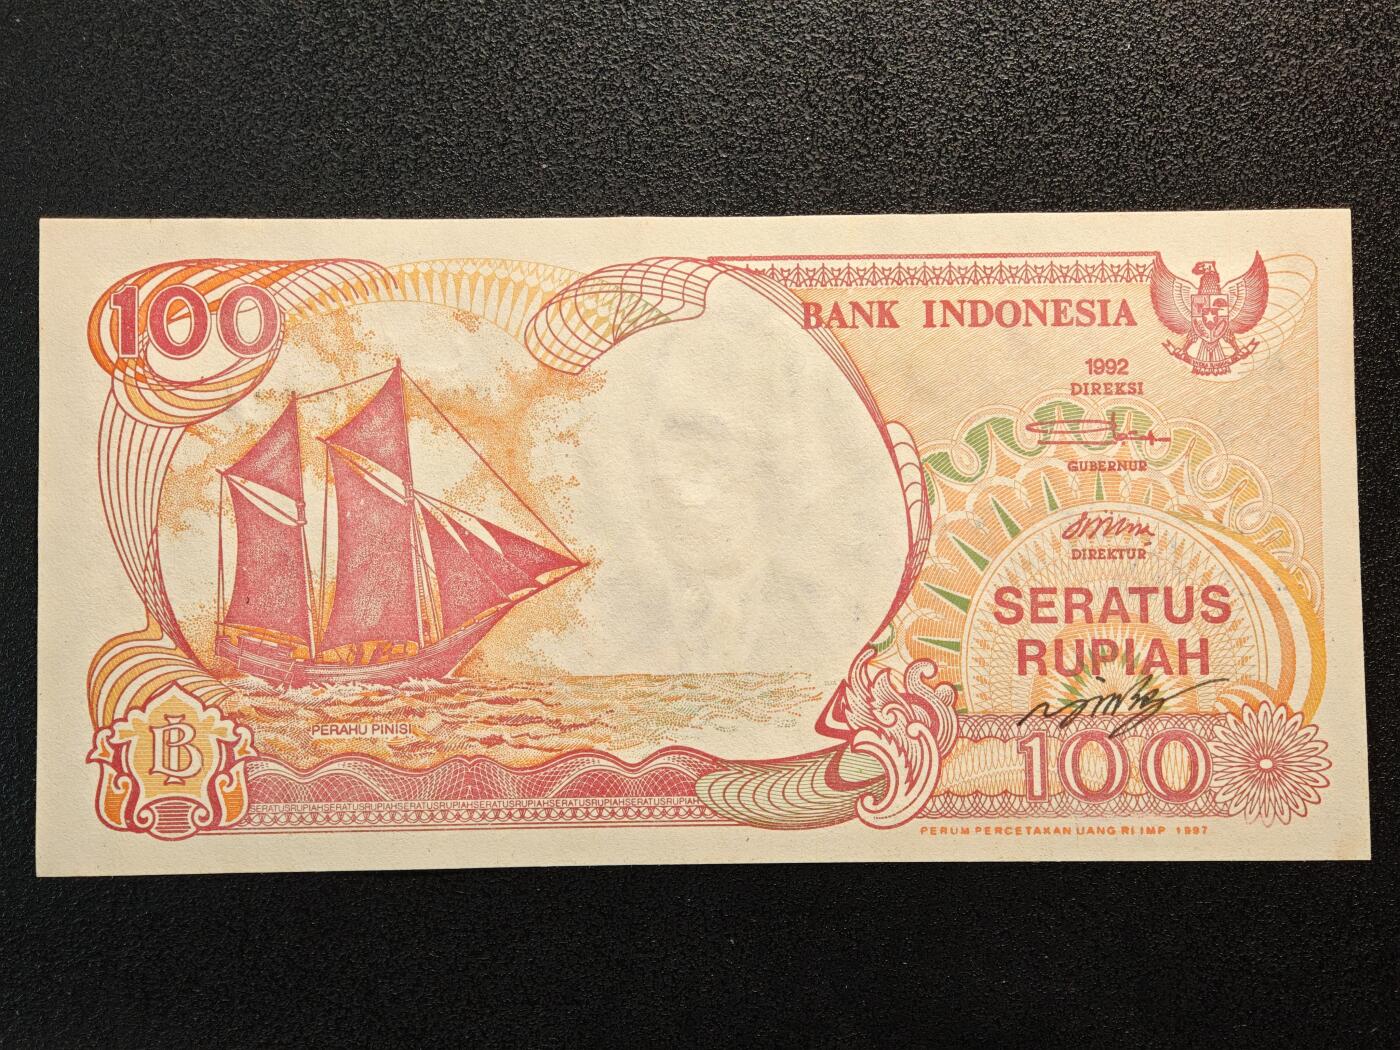 100
BANK INDONESIA
1992
DIREKSI
GUBERNUR
DIREKTUR
SERATUS
RUPIAH
100
PERAHU PINISI
SERATUSRUPIAHSERATUSRUPIAHSERATUSRUPIAHSERATUSRUPIAHSERATUSRUPIAHSERATUSRUPIAH
PERUM PERCETAKAN UANG RI IMP 1997